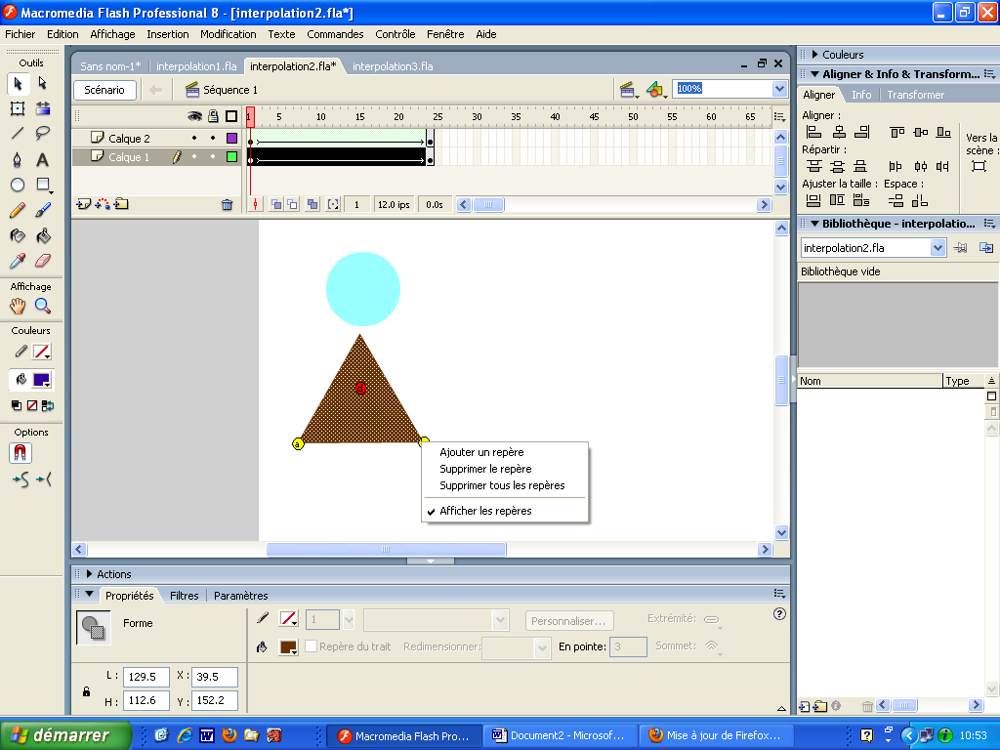 Macromedia Flash Professional 8 - [interpolation2.fla*]
Fichier Edition Affichage Insertion Modification Texte Commandes Contrôle Fenêtre Aide
Outils
Affichage
Couleurs
Options
Sans nom-1* interpolation1.fla interpolation2.fla* interpolation3.fla
Scénario Séquence 1 100%
1 5 10 15 20 25 30 35 40 45 50 55 60 65
Calque 2
Calque 1
1 12.0 ips 0.0s
d
a
Ajouter un repère
Supprimer le repère
Supprimer tous les repères
Afficher les repères
Actions
Propriétés Filtres Paramètres
Forme
1 Personnaliser... Extrémité:
Repère du trait Redimensionner: En pointe: 3 Sommet:
L: 129.5 X: 39.5
H: 112.6 Y: 152.2
Couleurs
Aligner & Info & Transform...
Aligner Info Transformer
Aligner :
Répartir :
Vers la scène :
Ajuster la taille : Espace :
Bibliothèque - interpolatio...
interpolation2.fla
Bibliothèque vide
Nom Type
démarrer W Macromedia Flash Pro... Document2 - Microsof... Mise à jour de Firefox... ? 10:53